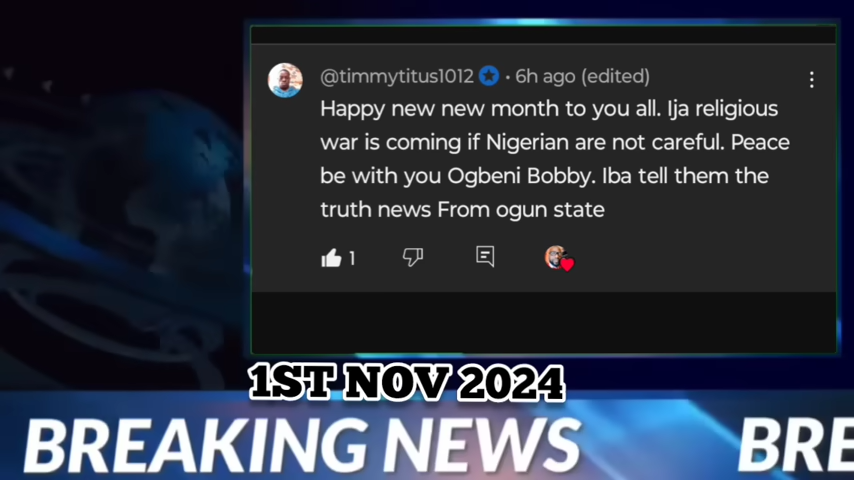 @timmytitus1012 • 6h ago (edited)
Happy new new month to you all. Ija religious
war is coming if Nigerian are not careful. Peace
be with you Ogbeni Bobby. Iba tell them the
truth news From ogun state
1
1ST NOV 2024
BREAKING NEWS BRE